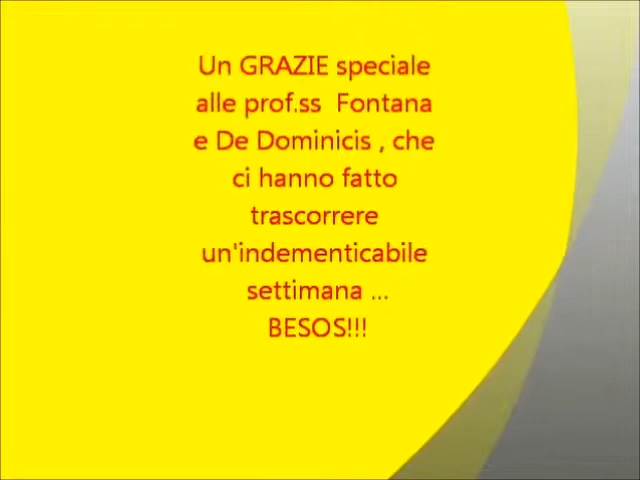 Un GRAZIE speciale
alle prof.ss  Fontana
e De Dominicis , che
ci hanno fatto
trascorrere
un'indementicabile
settimana ...
BESOS!!!